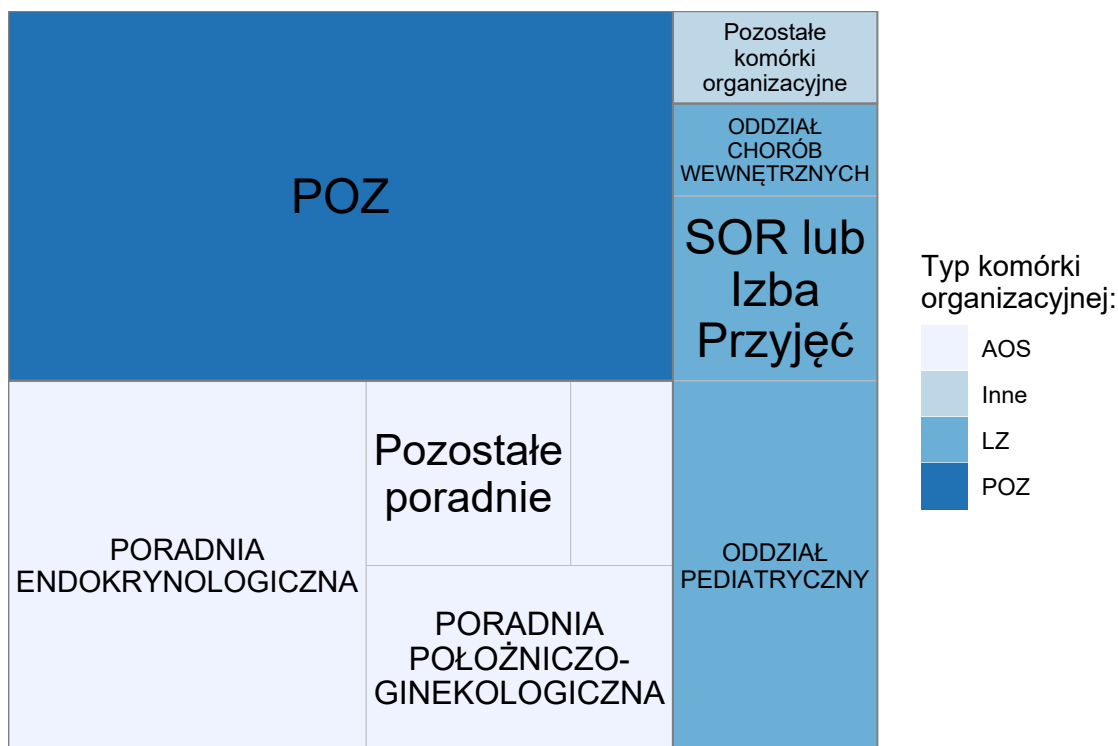 POZ
Pozostałe
komórki
organizacyjne
ODDZIAŁ
CHORÓB
WEWNĘTRZNYCH
SOR lub
Izba
Przyjęć
PORADNIA
ENDOKRYNOLOGICZNA
Pozostałe
poradnie
PORADNIA
POŁOŻNICZO-
GINEKOLOGICZNA
ODDZIAŁ
PEDIATRYCZNY
Typ komórki
organizacyjnej:
AOS
Inne
LZ
POZ